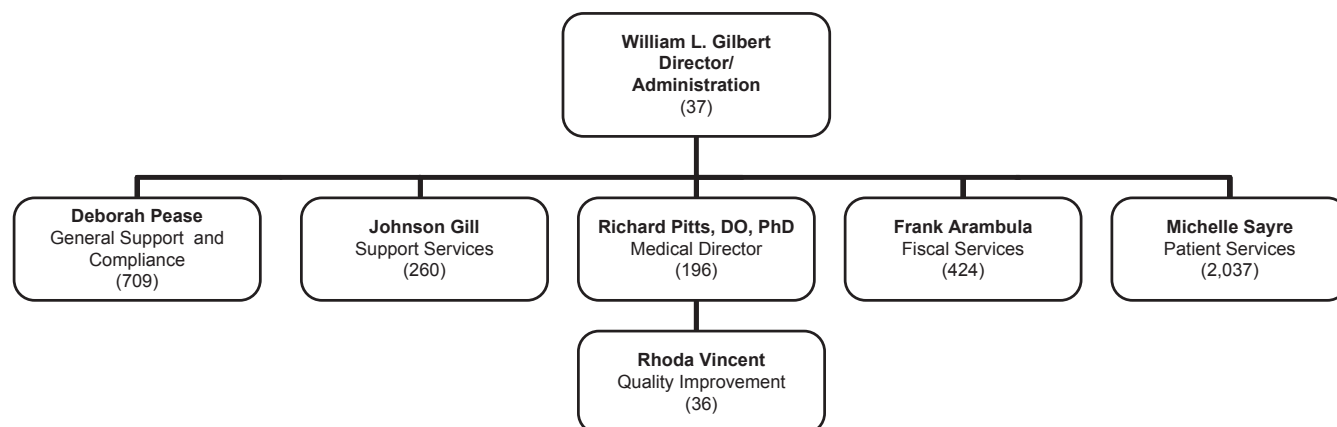 William L. Gilbert
Director/
Administration
(37)
Deborah Pease
General Support and
Compliance
(709)
Johnson Gill
Support Services
(260)
Richard Pitts, DO, PhD
Medical Director
(196)
Frank Arambula
Fiscal Services
(424)
Michelle Sayre
Patient Services
(2,037)
Rhoda Vincent
Quality Improvement
(36)